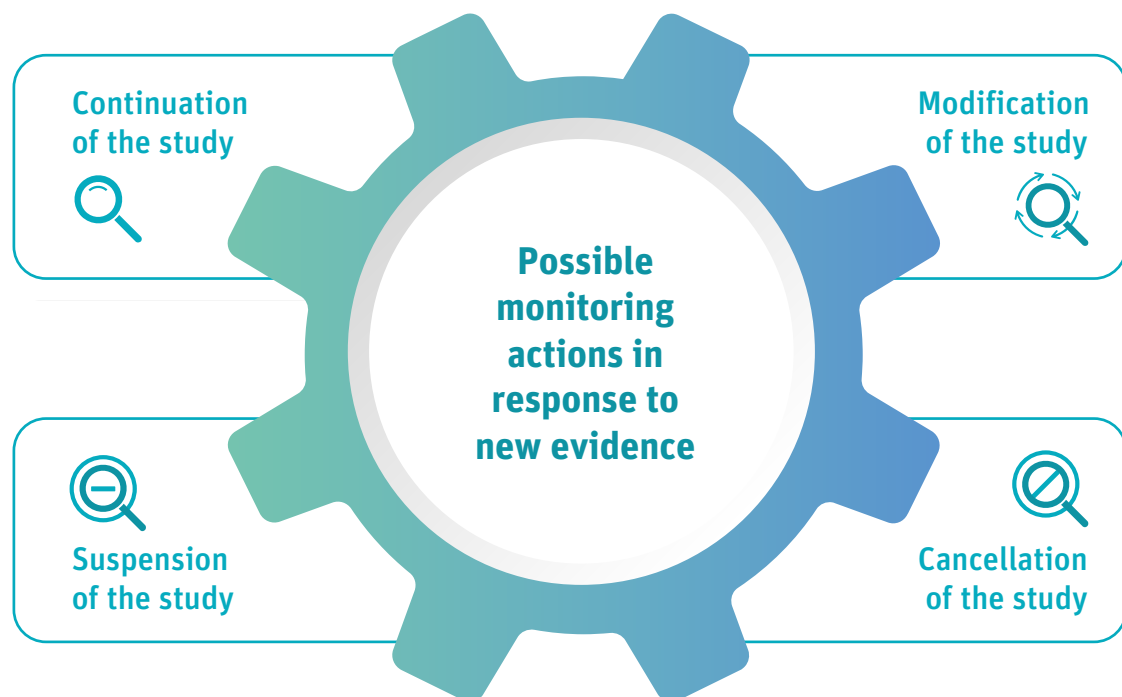 Continuation
of the study
Modification
of the study
Possible
monitoring
actions in
response to
new evidence
Suspension
of the study
Cancellation
of the study